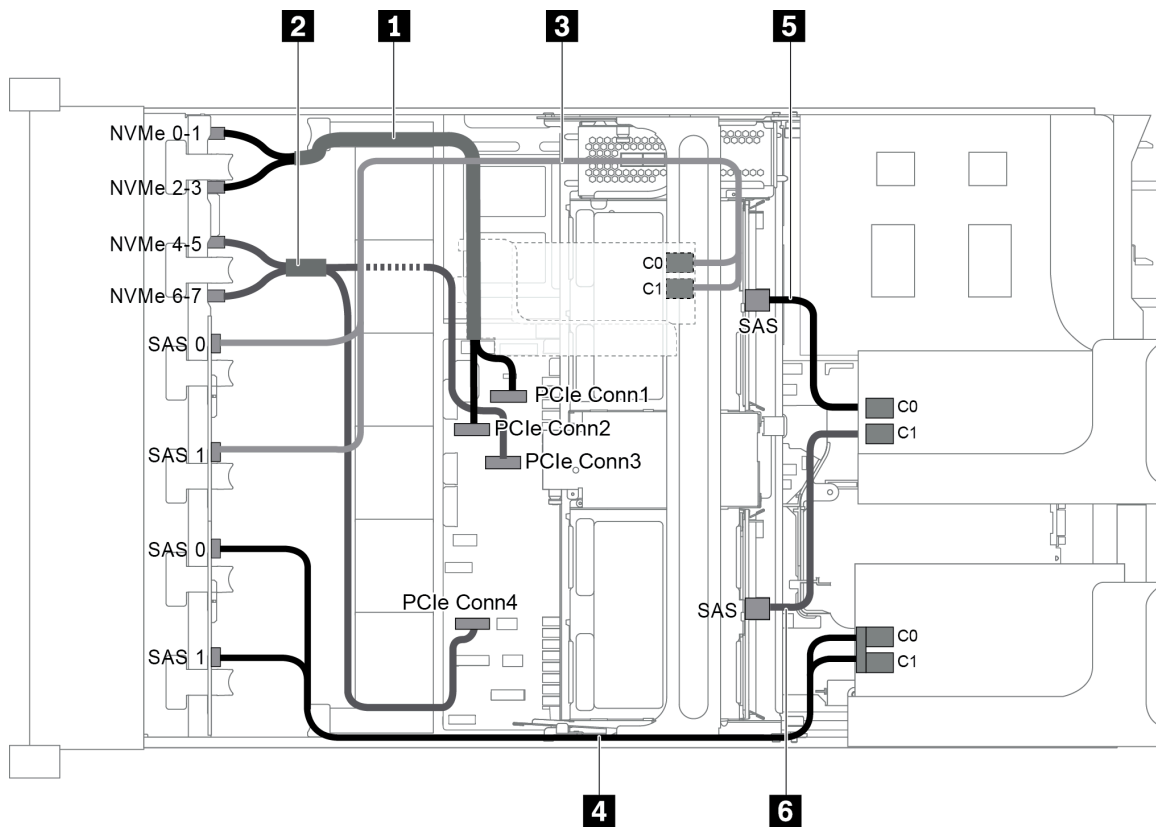 2
1
3
5
NVMe 0-1
NVMe 2-3
NVMe 4-5
NVMe 6-7
C0
C1
SAS
SAS 0
PCIe Conn1
C0
PCIe Conn2
C1
SAS 1
PCIe Conn3
SAS 0
PCIe Conn4
SAS
C0
SAS 1
C1
4
6